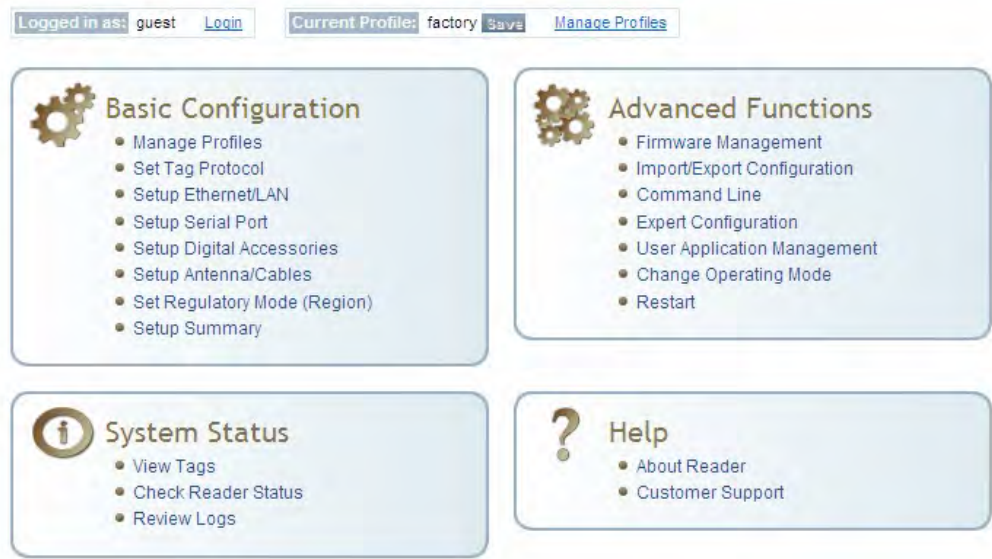 Logged in as: guest Login Current Profile: factory Save Manage Profiles
Basic Configuration
Manage Profiles
Set Tag Protocol
Setup Ethernet/LAN
Setup Serial Port
Setup Digital Accessories
Setup Antenna/Cables
Set Regulatory Mode (Region)
Setup Summary
Advanced Functions
Firmware Management
Import/Export Configuration
Command Line
Expert Configuration
User Application Management
Change Operating Mode
Restart
System Status
View Tags
Check Reader Status
Review Logs
Help
About Reader
Customer Support